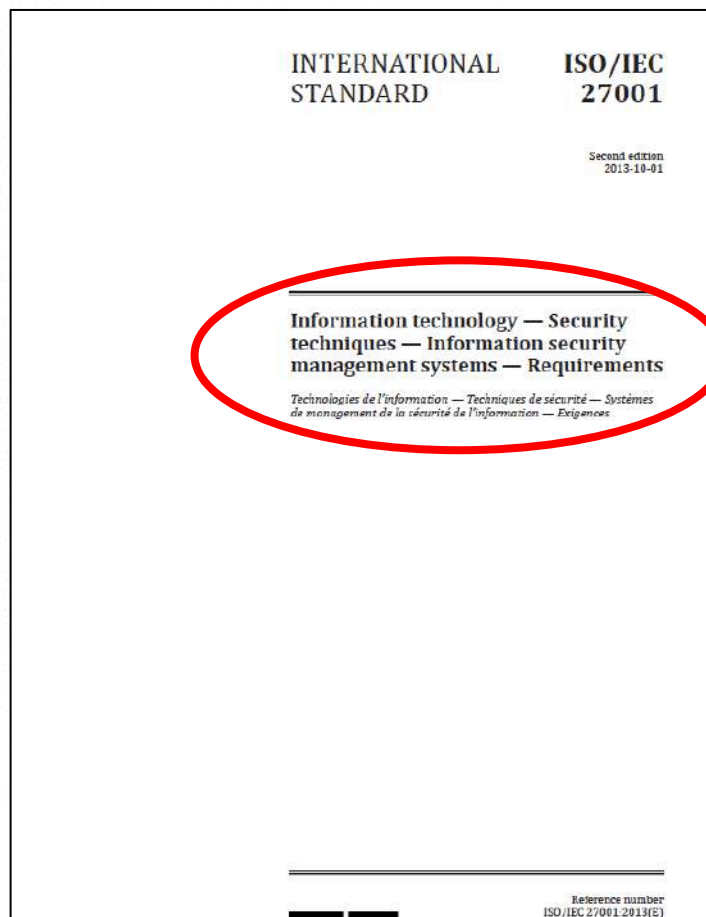 INTERNATIONAL STANDARD
ISO/IEC 27001
Second edition
2013-10-01
Information technology — Security
techniques — Information security
management systems — Requirements
Technologies de l'information — Techniques de sécurité — Systèmes
de management de la sécurité de l'information — Exigences
Reference number
ISO/IEC 27001:2013(E)